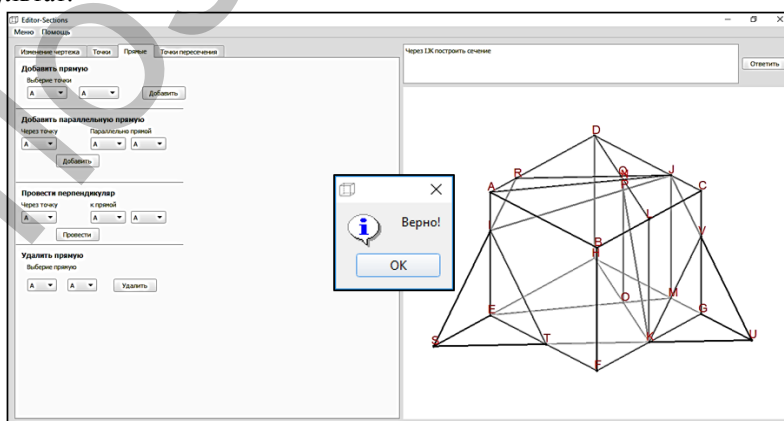 Editor-Sections
Меню Помощь
Изменение чертежа Точки Прямые Точки пересечения
Добавить прямую
Выберие точки
A A Добавить
Добавить параллельную прямую
Через точку Параллельно прямой
A A A
Добавить
Провести перпендикуляр
Через точку к прямой
A A A
Провести
Удалить прямую
Выберие прямую
A A Удалить
Через IJK построить сечение
Ответить
Верно!
OK
D
R J
A C
L
I B V
H
E O M G
S T K U
F